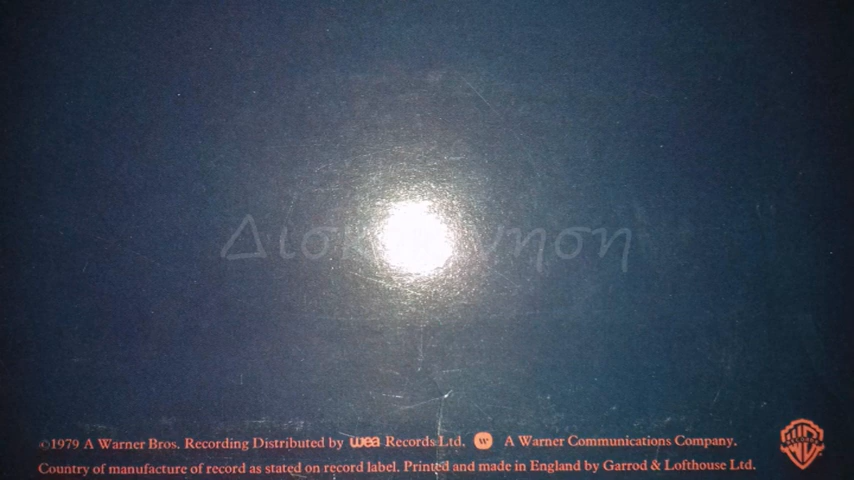 ©1979 A Warner Bros. Recording Distributed by wea Records Ltd. W A Warner Communications Company.
Country of manufacture of record as stated on record label. Printed and made in England by Garrod & Lofthouse Ltd.